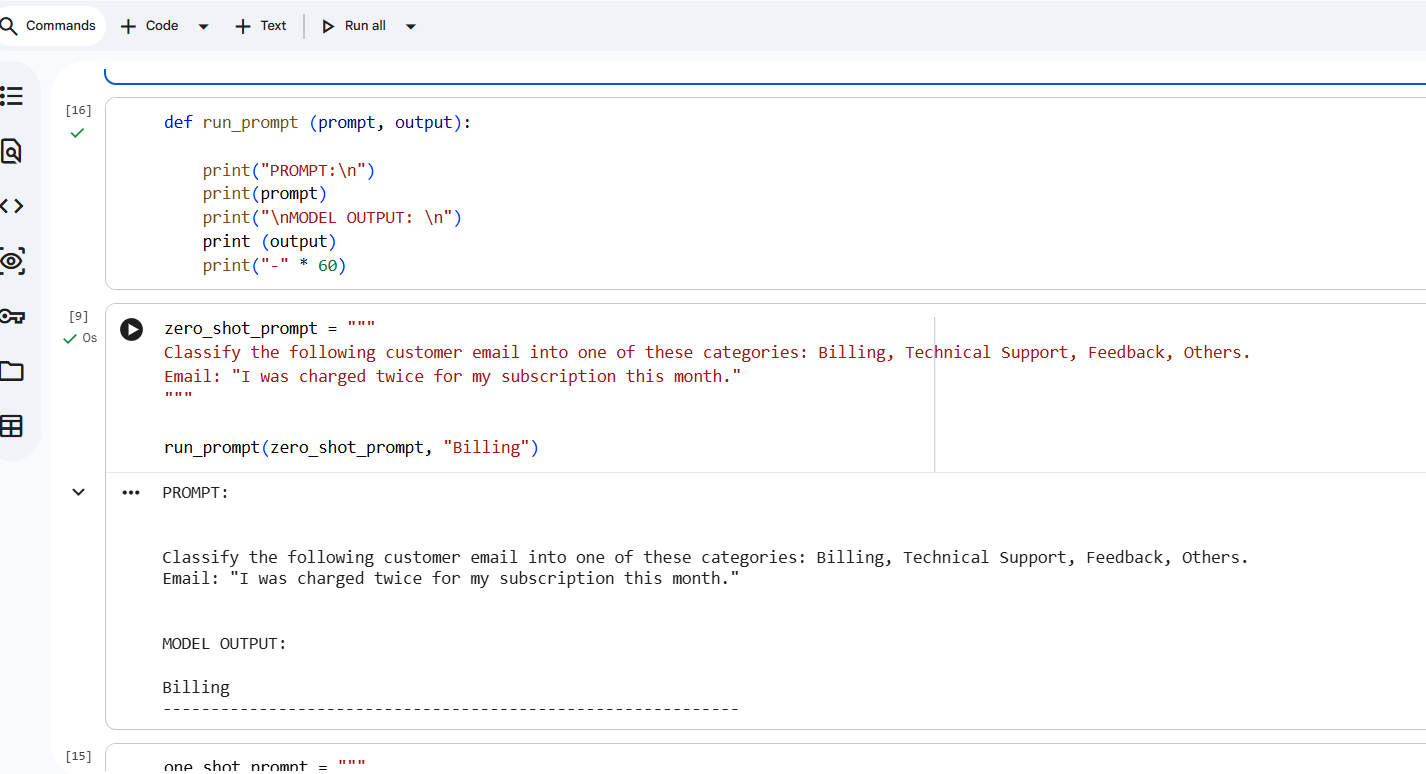 Commands + Code + Text Run all
[16]
def run_prompt (prompt, output):
print("PROMPT:\n")
print(prompt)
print("\nMODEL OUTPUT: \n")
print (output)
print("-" * 60)
[9]
0s
zero_shot_prompt = """
Classify the following customer email into one of these categories: Billing, Technical Support, Feedback, Others.
Email: "I was charged twice for my subscription this month."
"""
run_prompt(zero_shot_prompt, "Billing")
PROMPT:
Classify the following customer email into one of these categories: Billing, Technical Support, Feedback, Others.
Email: "I was charged twice for my subscription this month."
MODEL OUTPUT:
Billing
------------------------------------------------------------
[15]
one_shot_prompt = """